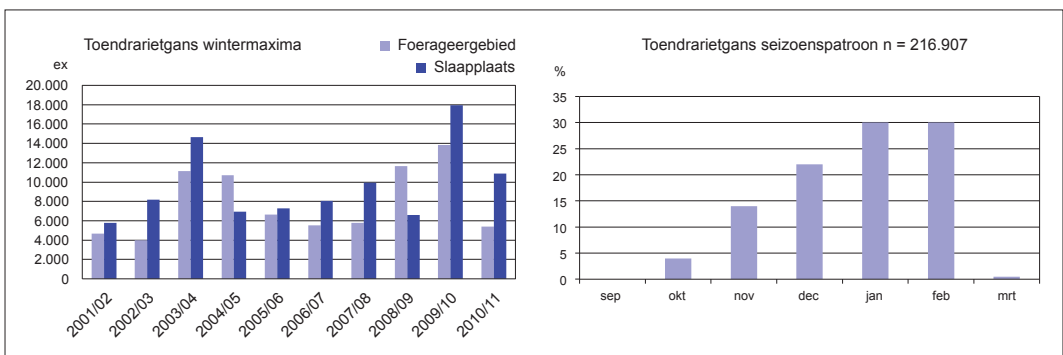 Toendrarietgans wintermaxima
Foerageergebied
Slaapplaats
ex
20.000
18.000
16.000
14.000
12.000
10.000
8.000
6.000
4.000
2.000
0
2001/02 2002/03 2003/04 2004/05 2005/06 2006/07 2007/08 2008/09 2009/10 2010/11
Toendrarietgans seizoenspatroon n = 216.907
%
35
30
25
20
15
10
5
0
sep okt nov dec jan feb mrt